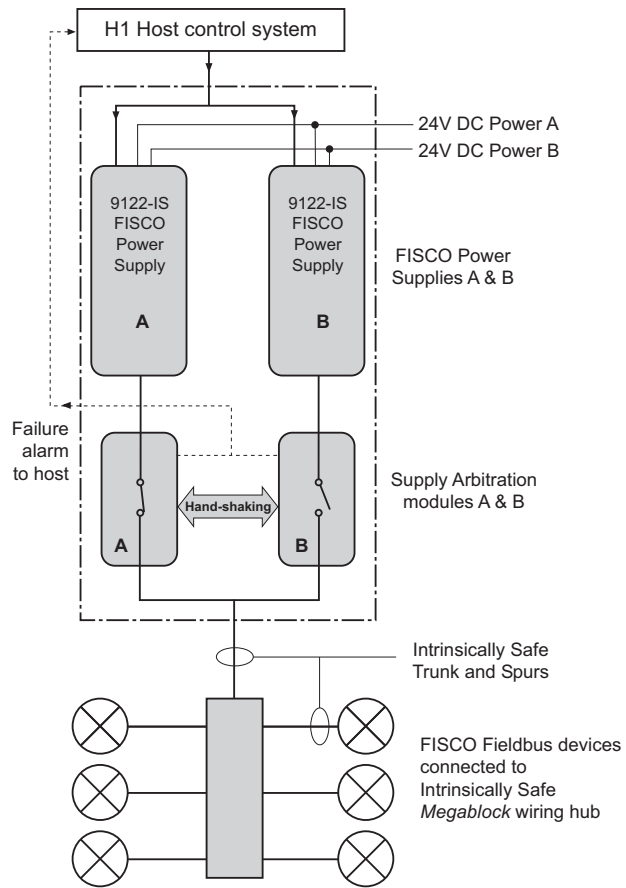 H1 Host control system
24V DC Power A
24V DC Power B
9122-IS
FISCO
Power
Supply
A
9122-IS
FISCO
Power
Supply
B
FISCO Power
Supplies A & B
Failure
alarm
to host
Hand-shaking
A
B
Supply Arbitration
modules A & B
Intrinsically Safe
Trunk and Spurs
FISCO Fieldbus devices
connected to
Intrinsically Safe
Megablock wiring hub